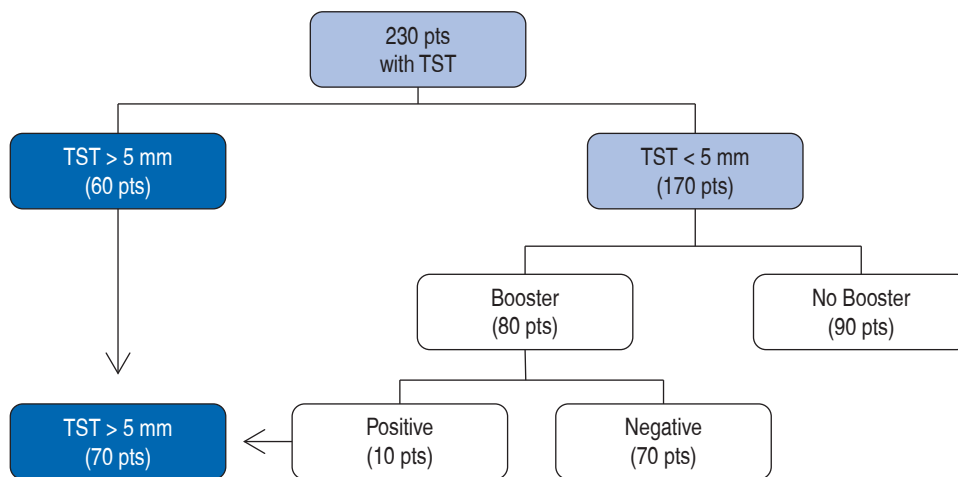 230 pts
with TST
TST > 5 mm
(60 pts)
TST < 5 mm
(170 pts)
Booster
(80 pts)
No Booster
(90 pts)
TST > 5 mm
(70 pts)
Positive
(10 pts)
Negative
(70 pts)